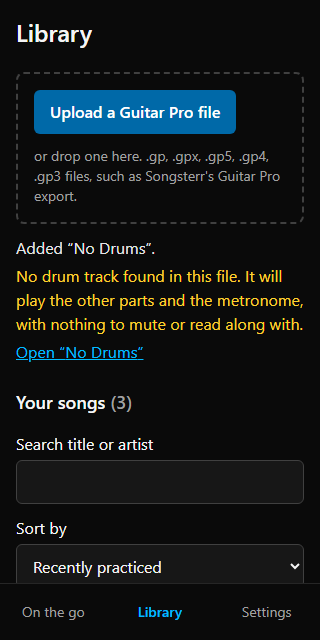 Library
Upload a Guitar Pro file
or drop one here. .gp, .gpx, .gp5, .gp4,
.gp3 files, such as Songsterr's Guitar Pro
export.
Added “No Drums”.
No drum track found in this file. It will
play the other parts and the metronome,
with nothing to mute or read along with.
Open “No Drums”
Your songs (3)
Search title or artist
Sort by
Recently practiced
On the go Library Settings